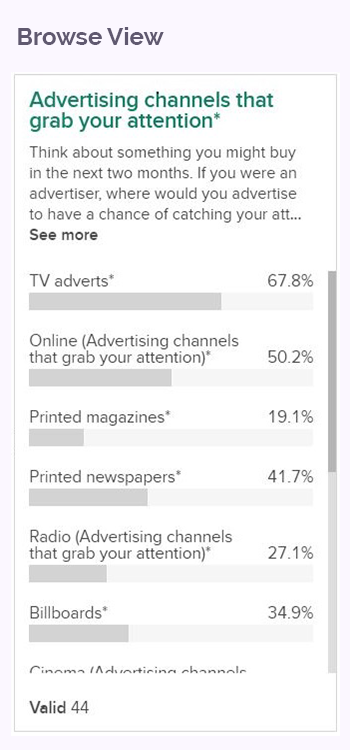 Browse View
Advertising channels that
grab your attention*
Think about something you might buy
in the next two months. If you were an
advertiser, where would you advertise
to have a chance of catching your att...
See more
TV adverts* 67.8%
Online (Advertising channels
that grab your attention)* 50.2%
Printed magazines* 19.1%
Printed newspapers* 41.7%
Radio (Advertising channels
that grab your attention)* 27.1%
Billboards* 34.9%
Cinema (Advertising channels
Valid 44